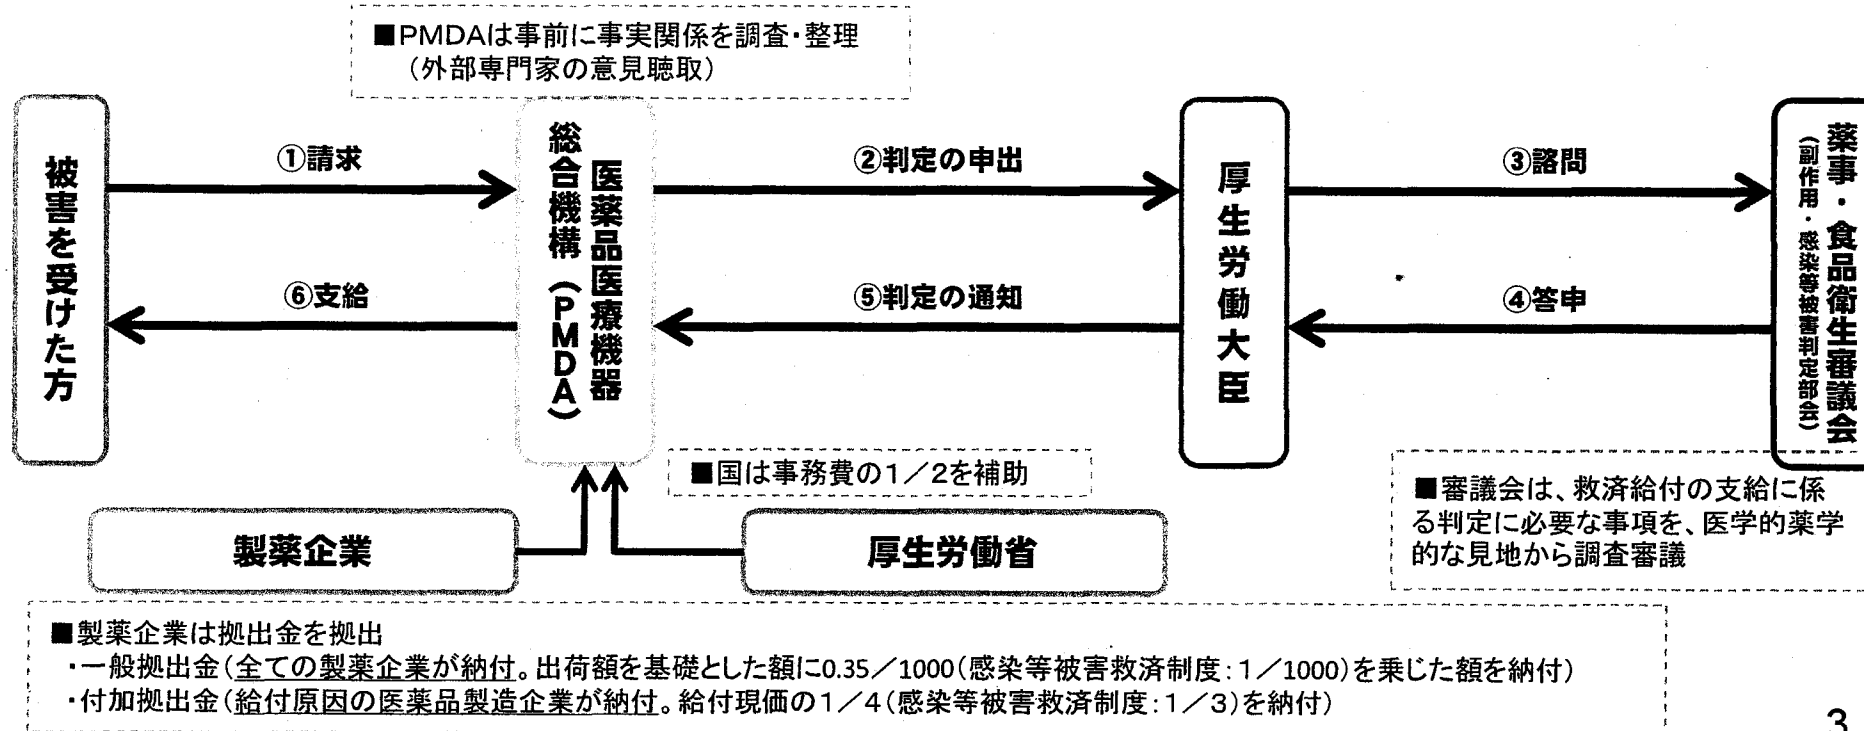 ■PMDAは事前に事実関係を調査・整理
（外部専門家の意見聴取）
被害を受けた方
①請求
⑥支給
医薬品医療機器
総合機構（PMDA）
②判定の申出
⑤判定の通知
厚生労働大臣
③諮問
④答申
薬事・食品衛生審議会
（副作用・感染等被害判定部会）
■国は事務費の1／2を補助
製薬企業
厚生労働省
■審議会は、救済給付の支給に係
る判定に必要な事項を、医学的薬学
的な見地から調査審議
■製薬企業は拠出金を拠出
・一般拠出金（全ての製薬企業が納付。出荷額を基礎とした額に0.35／1000（感染等被害救済制度：1／1000）を乗じた額を納付）
・付加拠出金（給付原因の医薬品製造企業が納付。給付現価の1／4（感染等被害救済制度：1／3）を納付）
3